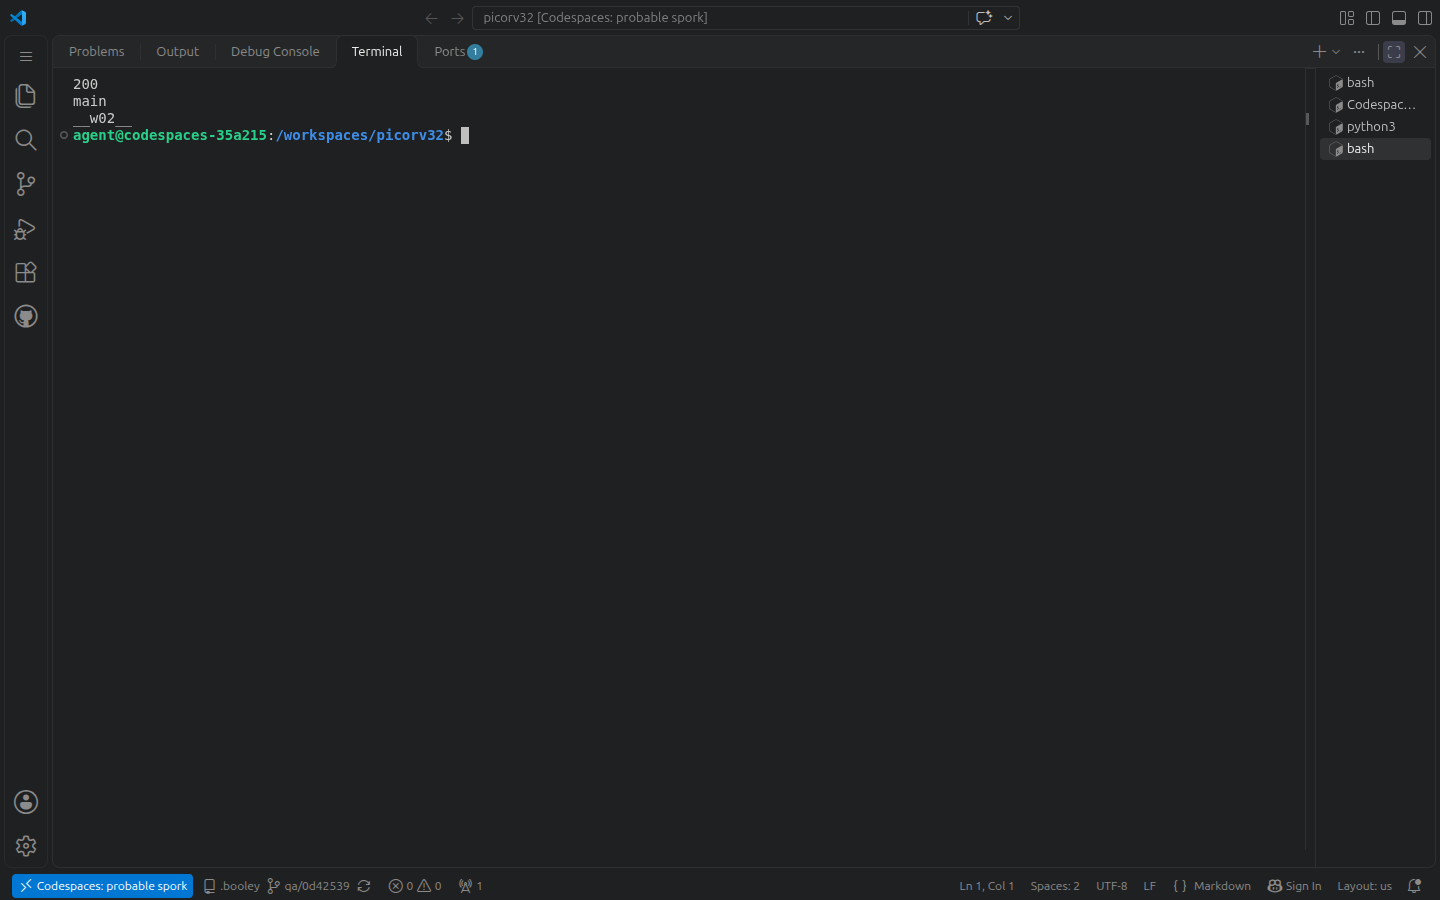 picorv32 [Codespaces: probable spork]
Problems Output Debug Console Terminal Ports 1
200
main
__w02__
agent@codespaces-35a215:/workspaces/picorv32$
bash
Codespac...
python3
bash
Codespaces: probable spork .booley qa/0d42539 0 0 1 Ln 1, Col 1 Spaces: 2 UTF-8 LF { } Markdown Sign In Layout: us